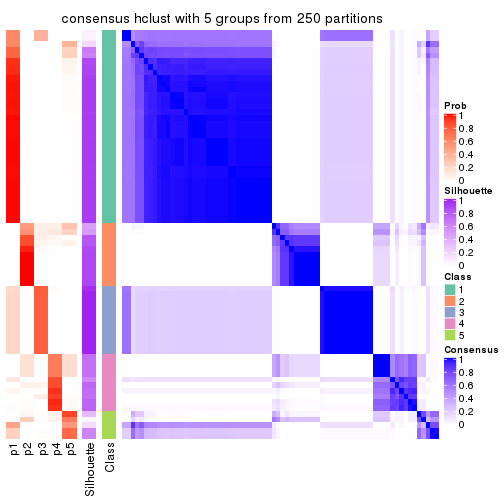 consensus hclust with 5 groups from 250 partitions
Prob
1
0.8
0.6
0.4
0.2
0
Silhouette
1
0.8
0.6
0.4
0.2
0
Class
1
2
3
4
5
Consensus
1
0.8
0.6
0.4
0.2
0
p1
p2
p3
p4
p5
Silhouette
Class